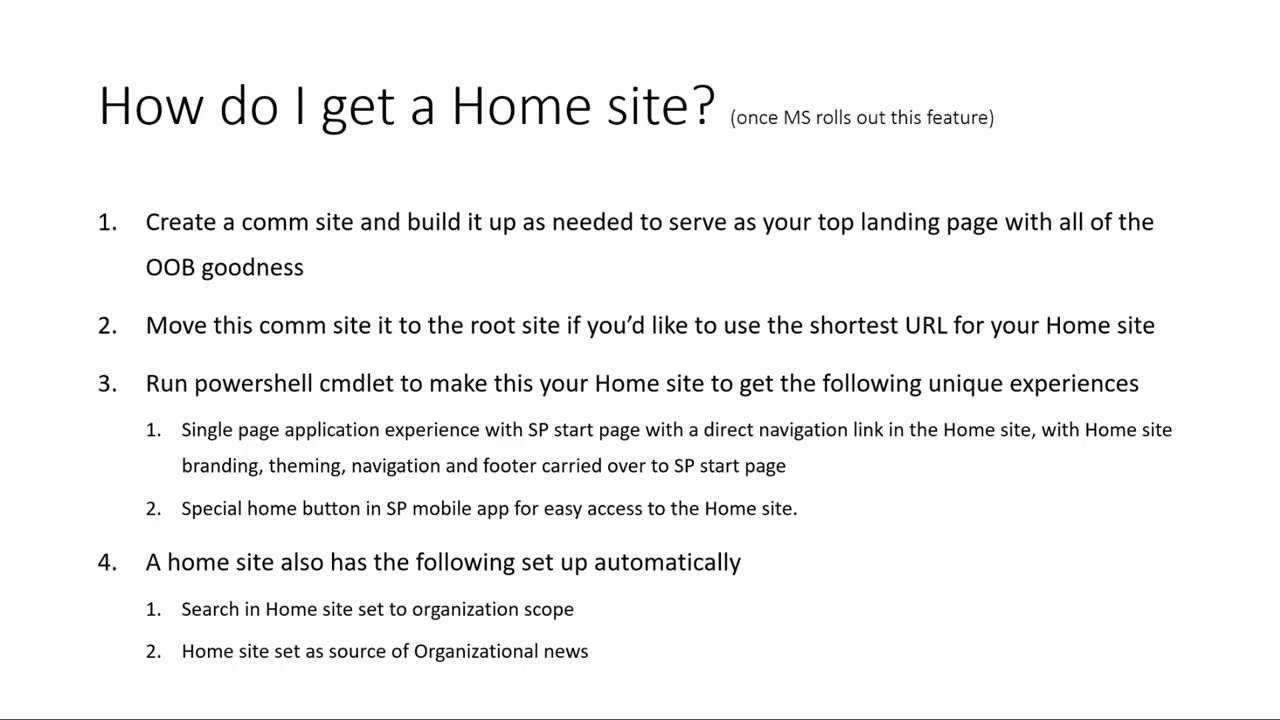 How do I get a Home site? (once MS rolls out this feature)
1. Create a comm site and build it up as needed to serve as your top landing page with all of the
OOB goodness
2. Move this comm site it to the root site if you’d like to use the shortest URL for your Home site
3. Run powershell cmdlet to make this your Home site to get the following unique experiences
1. Single page application experience with SP start page with a direct navigation link in the Home site, with Home site
branding, theming, navigation and footer carried over to SP start page
2. Special home button in SP mobile app for easy access to the Home site.
4. A home site also has the following set up automatically
1. Search in Home site set to organization scope
2. Home site set as source of Organizational news